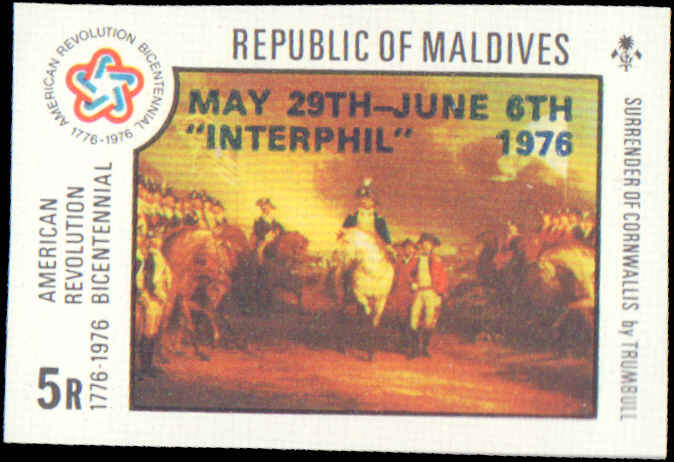 REPUBLIC OF MALDIVES
AMERICAN REVOLUTION BICENTENNIAL
1776-1976
MAY 29TH-JUNE 6TH
"INTERPHIL" 1976
AMERICAN
REVOLUTION
1776-1976 BICENTENNIAL
5R
SURRENDER OF CORNWALLIS by TRUMBULL